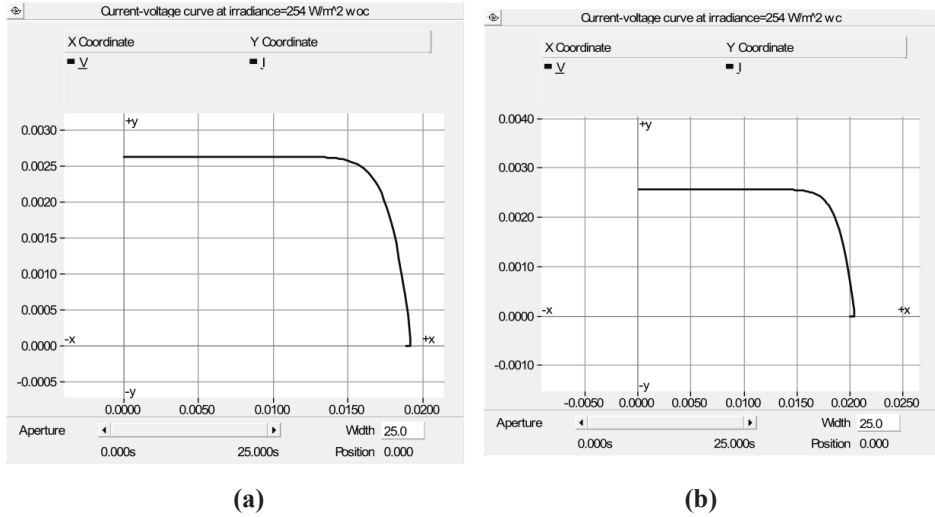 Current-voltage curve at irradiance=254 W/m^2 w oc
X Coordinate Y Coordinate
V I
+y
0.0030
0.0025
0.0020
0.0015
0.0010
0.0005
0.0000
-0.0005
-x
+x
-y
0.0000 0.0050 0.0100 0.0150 0.0200
Aperture Width 25.0
0.000s 25.000s Position 0.000
(a)
Current-voltage curve at irradiance=254 W/m^2 w c
X Coordinate Y Coordinate
V I
0.0040
+y
0.0030
0.0020
0.0010
0.0000
-0.0010
-x
+x
-y
-0.0050 0.0000 0.0050 0.0100 0.0150 0.0200 0.0250
Aperture Width 25.0
0.000s 25.000s Position 0.000
(b)